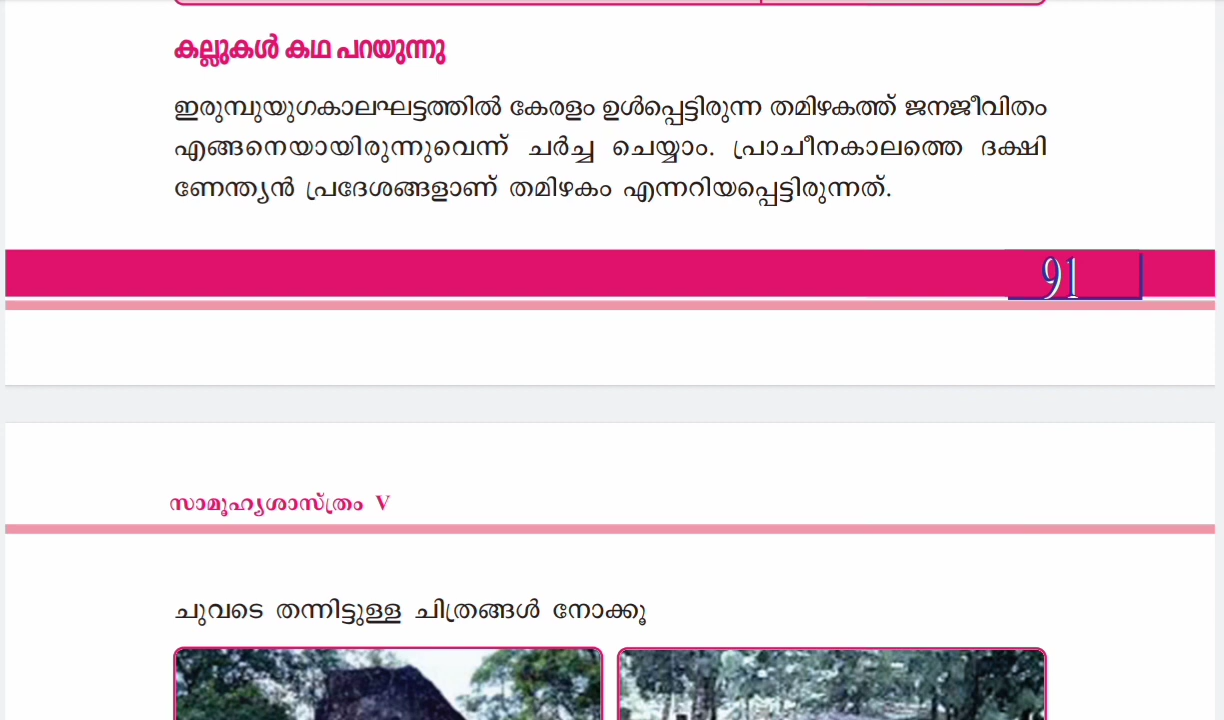 കല്ലുകൾ കഥ പറയുന്നു
ഇരുമ്പുയുഗകാലഘട്ടത്തിൽ കേരളം ഉൾപ്പെട്ടിരുന്ന തമിഴകത്ത് ജനജീവിതം
എങ്ങനെയായിരുന്നുവെന്ന് ചർച്ച ചെയ്യാം. പ്രാചീനകാലത്തെ ദക്ഷി
ണേന്ത്യൻ പ്രദേശങ്ങളാണ് തമിഴകം എന്നറിയപ്പെട്ടിരുന്നത്.
91
സാമൂഹ്യശാസ്ത്രം V
ചുവടെ തന്നിട്ടുള്ള ചിത്രങ്ങൾ നോക്കൂ